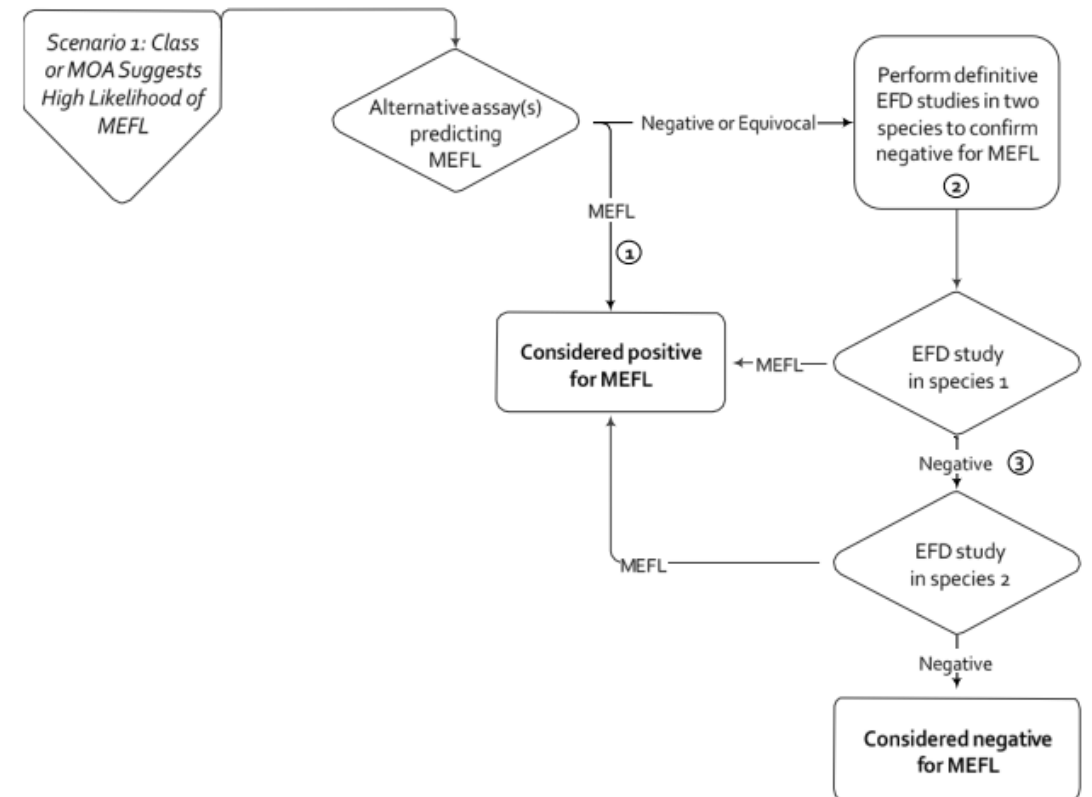 Scenario 1: Class
or MOA Suggests
High Likelihood of
MEFL
Alternative assay(s)
predicting
MEFL
Negative or Equivocal
Perform definitive
EFD studies in two
species to confirm
negative for MEFL
②
MEFL
①
Considered positive
for MEFL
MEFL
EFD study
in species 1
Negative ③
MEFL
EFD study
in species 2
Negative
Considered negative
for MEFL